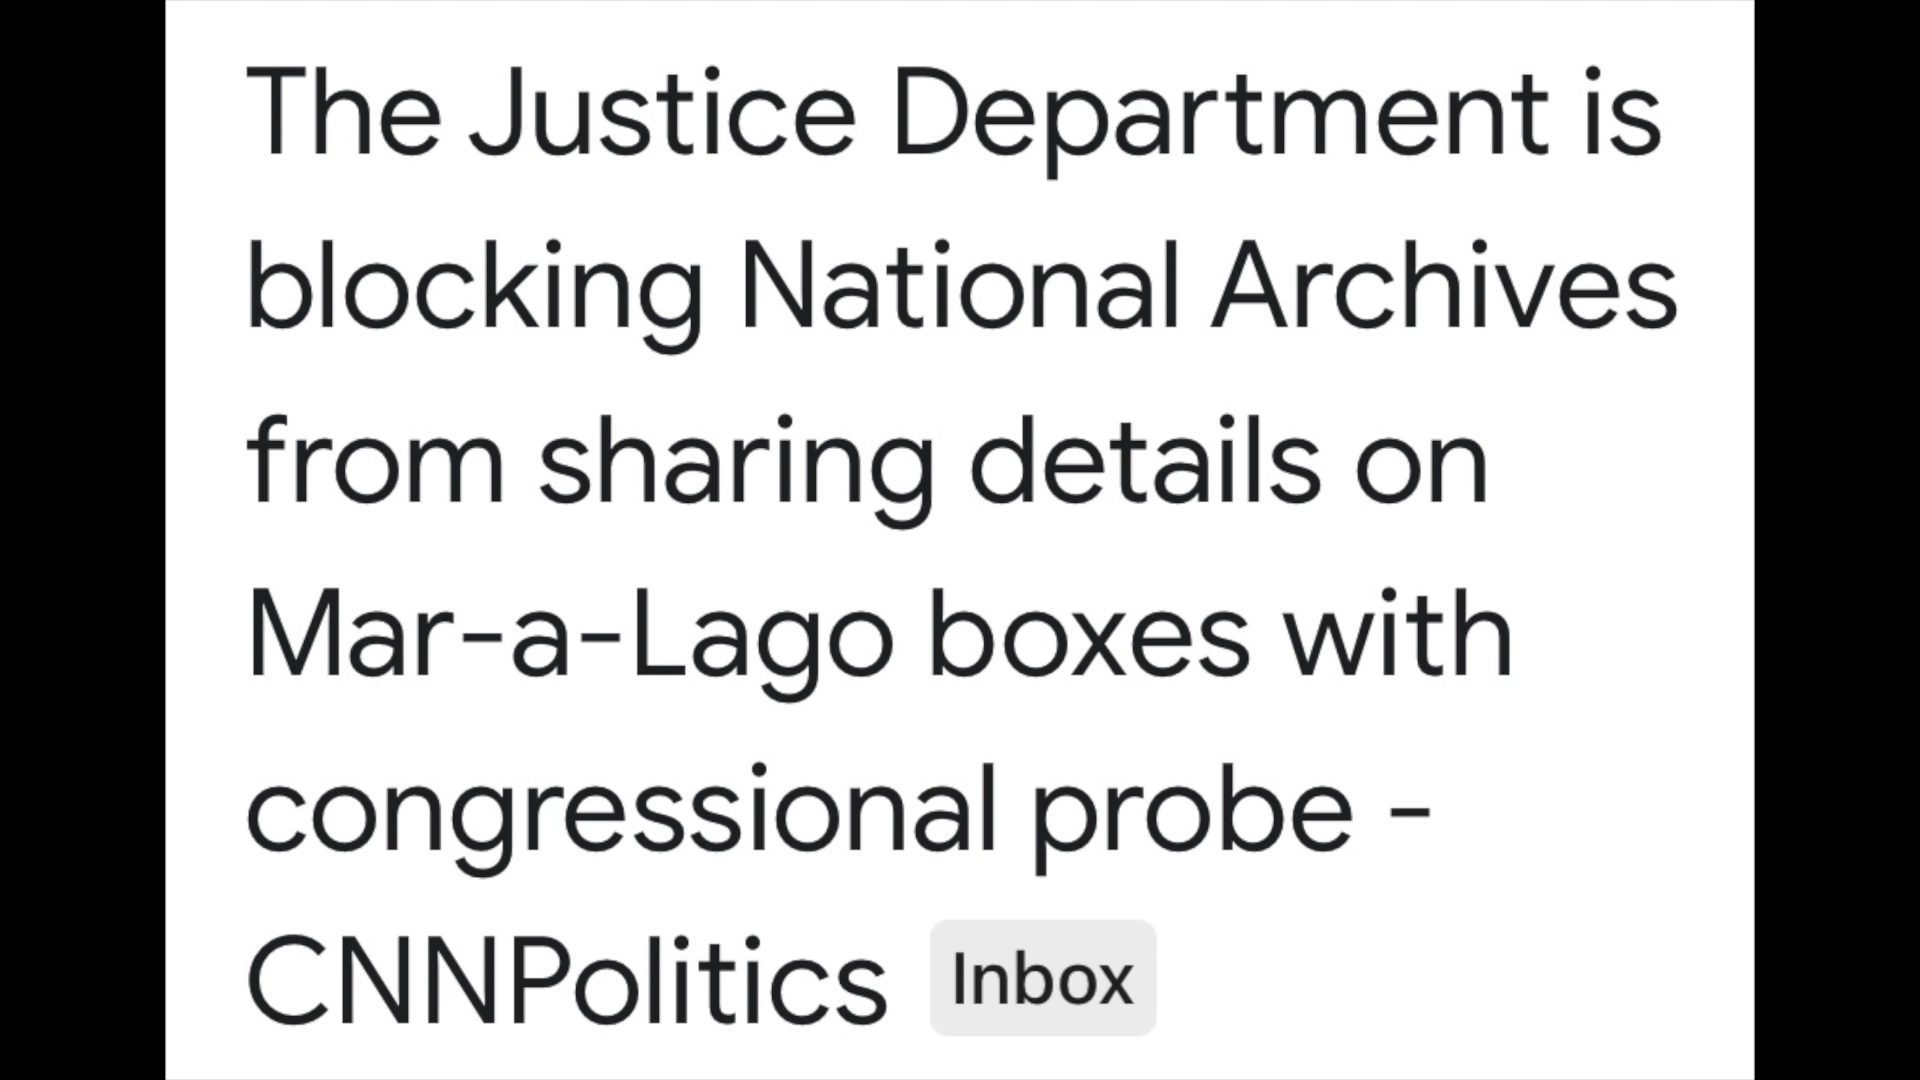 The Justice Department is
blocking National Archives
from sharing details on
Mar-a-Lago boxes with
congressional probe -
CNNPolitics Inbox